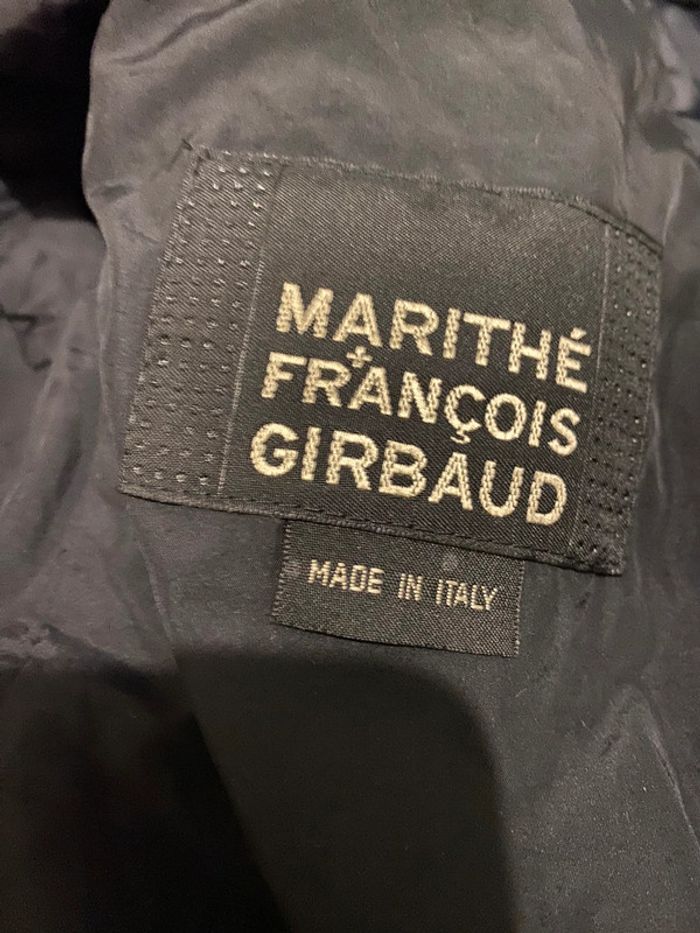 MARITHÉ
+
FRANÇOIS
GIRBAUD
MADE IN ITALY